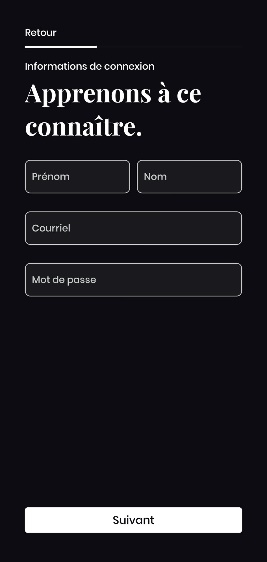 Retour
Informations de connexion
Apprenons à ce
connaître.
Prénom Nom
Courriel
Mot de passe
Suivant